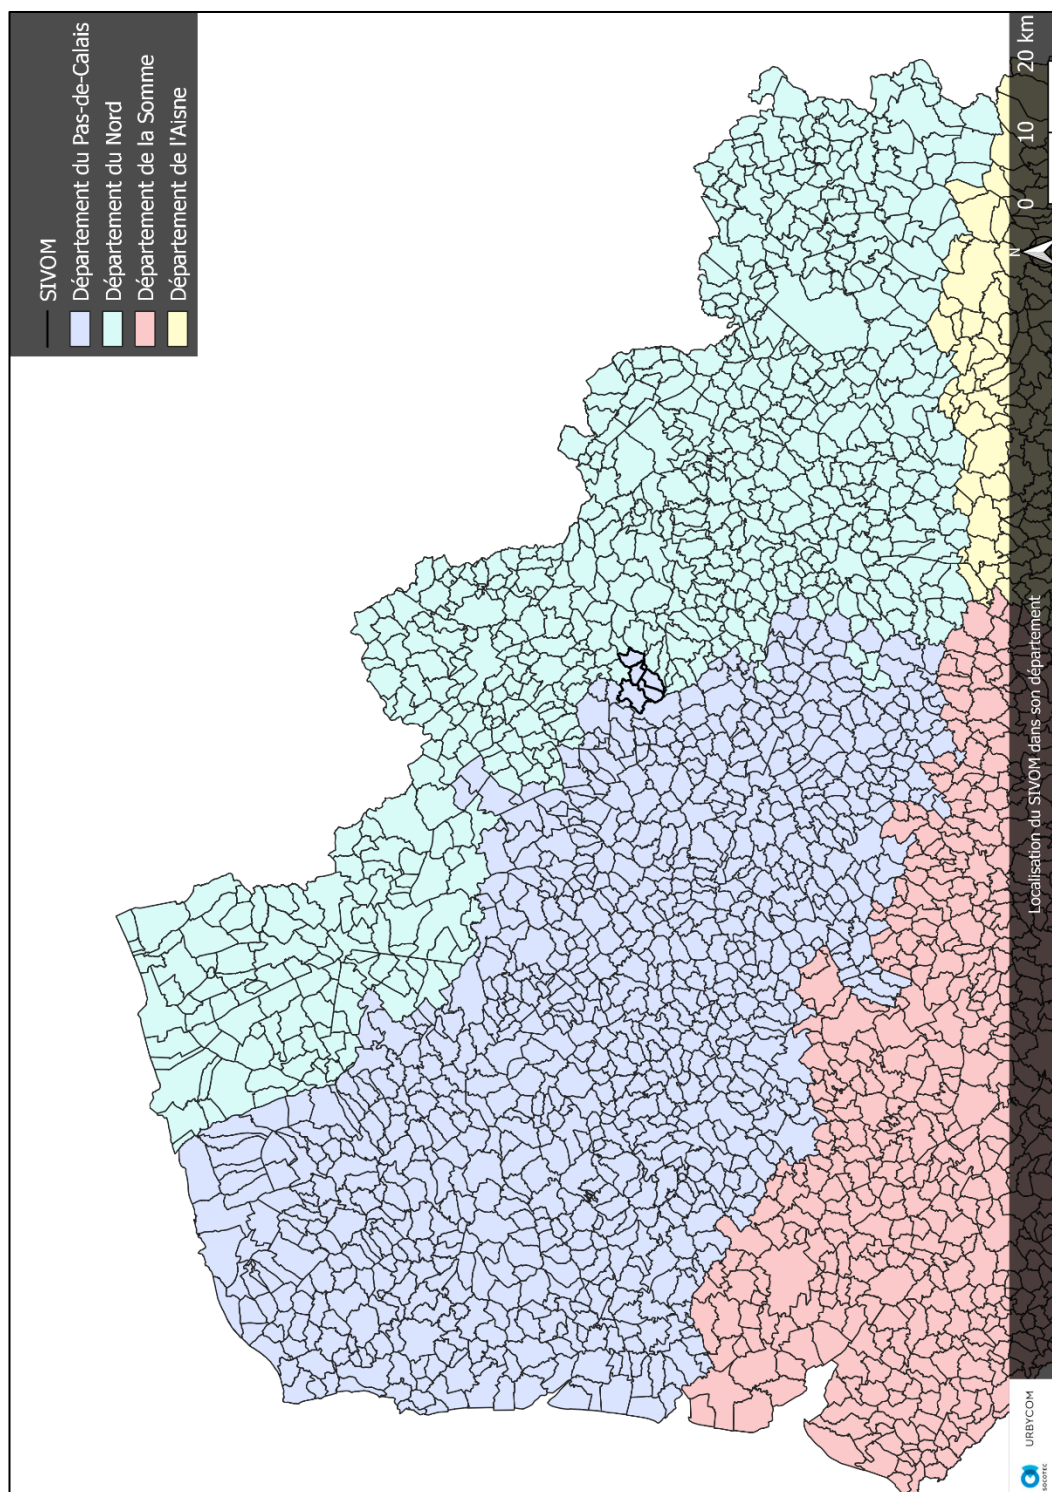 SIVOM
Département du Pas-de-Calais
Département du Nord
Département de la Somme
Département de l'Aisne
Localisation du SIVOM dans son département
N
0 10 20 km
SOCOTEC
URBYCOM